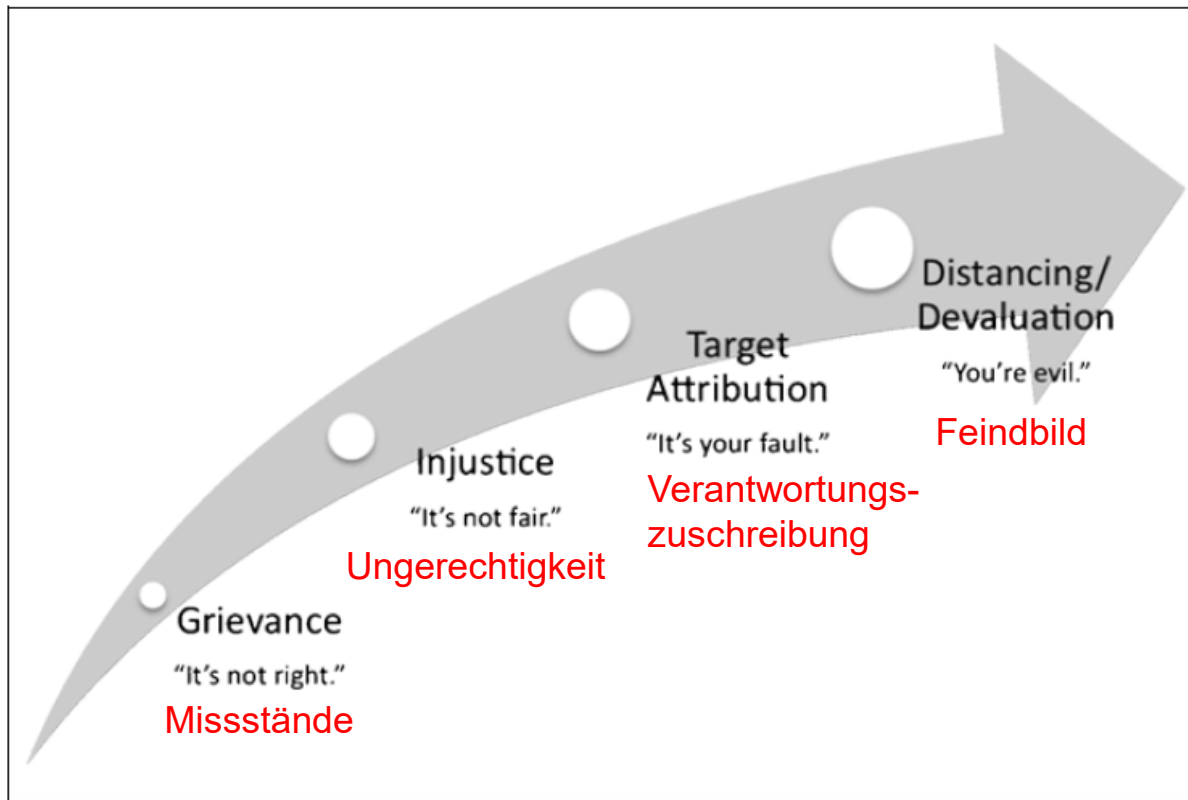 Grievance
“It’s not right.”
Missstände
Injustice
“It’s not fair.”
Ungerechtigkeit
Target
Attribution
“It’s your fault.”
Verantwortungs-
zuschreibung
Distancing/
Devaluation
“You’re evil.”
Feindbild